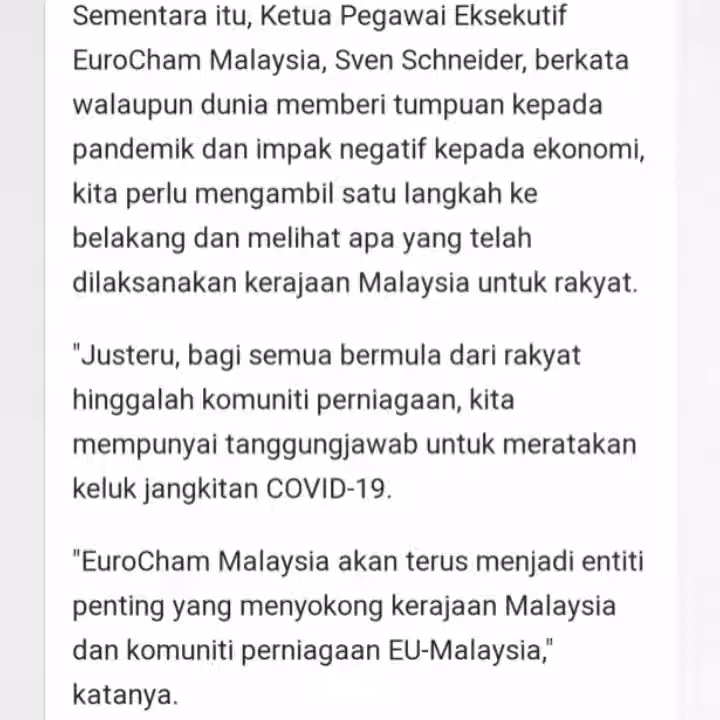 Sementara itu, Ketua Pegawai Eksekutif
EuroCham Malaysia, Sven Schneider, berkata
walaupun dunia memberi tumpuan kepada
pandemik dan impak negatif kepada ekonomi,
kita perlu mengambil satu langkah ke
belakang dan melihat apa yang telah
dilaksanakan kerajaan Malaysia untuk rakyat.
"Justeru, bagi semua bermula dari rakyat
hinggalah komuniti perniagaan, kita
mempunyai tanggungjawab untuk meratakan
keluk jangkitan COVID-19.
"EuroCham Malaysia akan terus menjadi entiti
penting yang menyokong kerajaan Malaysia
dan komuniti perniagaan EU-Malaysia,"
katanya.